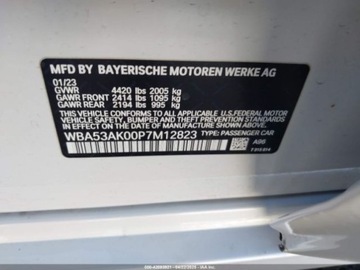 MFD. BY BAYERISCHE MOTOREN WERKE AG
01/23
GVWR 4420 lbs 2005 kg
GAWR FRONT 2414 lbs 1095 kg
GAWR REAR 2194 lbs 995 kg
THIS VEHICLE CONFORMS TO ALL APPLICABLE
U.S. FEDERAL MOTOR VEHICLE SAFETY, BUMPER,
AND THEFT PREVENTION STANDARDS IN EFFECT
ON THE DATE OF MANUFACTURE SHOWN ABOVE.
WBA53AK00P7M12823 TYPE: PASSENGER CAR
A96